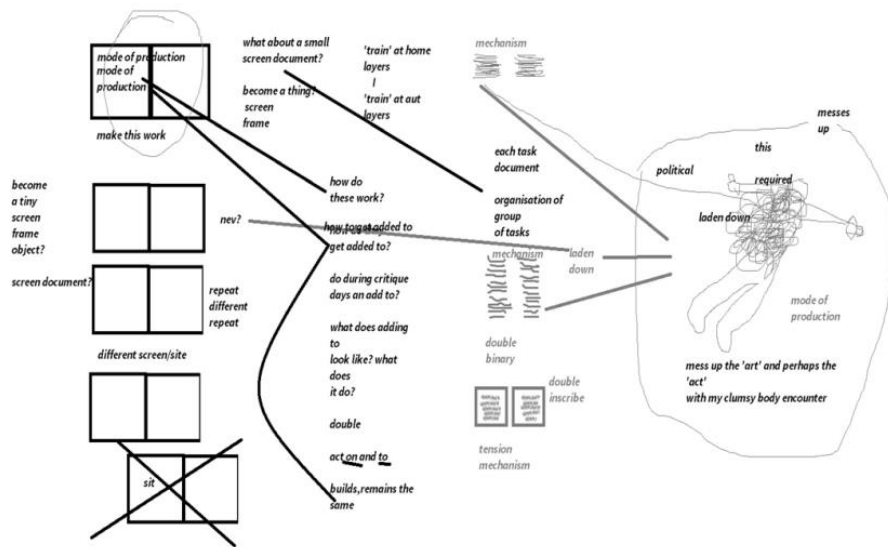 mode of production
mode of
production
make this work
become
a tiny
screen
frame
object?
screen document?
nev?
repeat
different
repeat
different screen/site
sit
what about a small
screen document?
become a thing?
screen
frame
'train' at home
layers
/
'train' at aut
layers
how do
these work?
how to get added to
get added to?
do during critique
days an add to?
what does adding
to
look like? what
does
it do?
double
act on and to
builds,remains the
same
mechanism
each task
document
organisation of
group
of tasks
mechanism
laden
down
double
binary
double
inscribe
tension
mechanism
messes
up
this
political
required
laden down
mode of
production
mess up the 'art' and perhaps the
'act'
with my clumsy body encounter